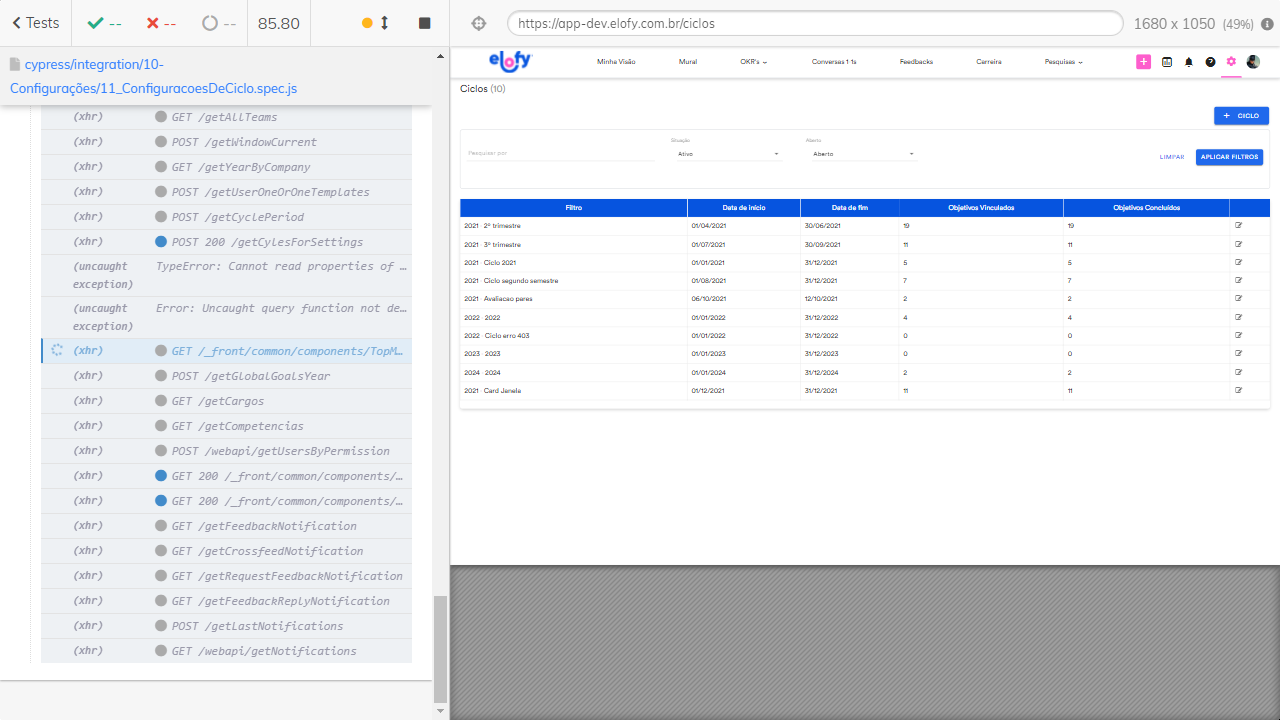 Tests
--
--
--
85.80
https://app-dev.elofy.com.br/ciclos
1680 x 1050 (49%)
cypress/integration/10-
Configurações/11_ConfiguracoesDeCiclo.spec.js
(xhr) GET /getAllTeams
(xhr) POST /getWindowCurrent
(xhr) GET /getYearByCompany
(xhr) POST /getUserOneOrOneTemplates
(xhr) POST /getCyclePeriod
(xhr) POST 200 /getCylesForSettings
(uncaught exception) TypeError: Cannot read properties of …
(uncaught exception) Error: Uncaught query function not de…
(xhr) GET /_front/common/components/TopM…
(xhr) POST /getGlobalGoalsYear
(xhr) GET /getCargos
(xhr) GET /getCompetencias
(xhr) POST /webapi/getUsersByPermission
(xhr) GET 200 /_front/common/components/…
(xhr) GET 200 /_front/common/components/…
(xhr) GET /getFeedbackNotification
(xhr) GET /getCrossfeedNotification
(xhr) GET /getRequestFeedbackNotification
(xhr) GET /getFeedbackReplyNotification
(xhr) POST /getLastNotifications
(xhr) GET /webapi/getNotifications
elofy
Minha Visão
Mural
OKR's
Conversas 1:1s
Feedbacks
Carreira
Pesquisas
Ciclos (10)
+ CICLO
Pesquisar por
Situação
Ativo
Aberto
Aberto
LIMPAR
APLICAR FILTROS
Filtro Data de início Data de fim Objetivos Vinculados Objetivos Concluídos
2021 - 2º trimestre 01/04/2021 30/06/2021 19 19
2021 - 3º trimestre 01/07/2021 30/09/2021 11 11
2021 - Ciclo 2021 01/01/2021 31/12/2021 5 5
2021 - Ciclo segundo semestre 01/08/2021 31/12/2021 7 7
2021 - Avaliacao pares 06/10/2021 12/10/2021 2 2
2022 - 2022 01/01/2022 31/12/2022 4 4
2022 - Ciclo erro 403 01/01/2022 31/12/2022 0 0
2023 - 2023 01/01/2023 31/12/2023 0 0
2024 - 2024 01/01/2024 31/12/2024 2 2
2021 - Card Janela 01/12/2021 31/12/2021 11 11